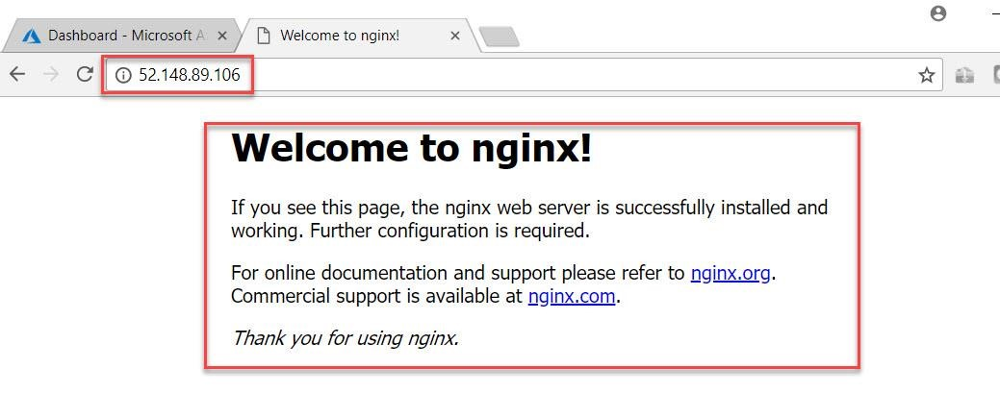 Dashboard - Microsoft A
Welcome to nginx!
52.148.89.106
Welcome to nginx!
If you see this page, the nginx web server is successfully installed and
working. Further configuration is required.
For online documentation and support please refer to nginx.org.
Commercial support is available at nginx.com.
Thank you for using nginx.